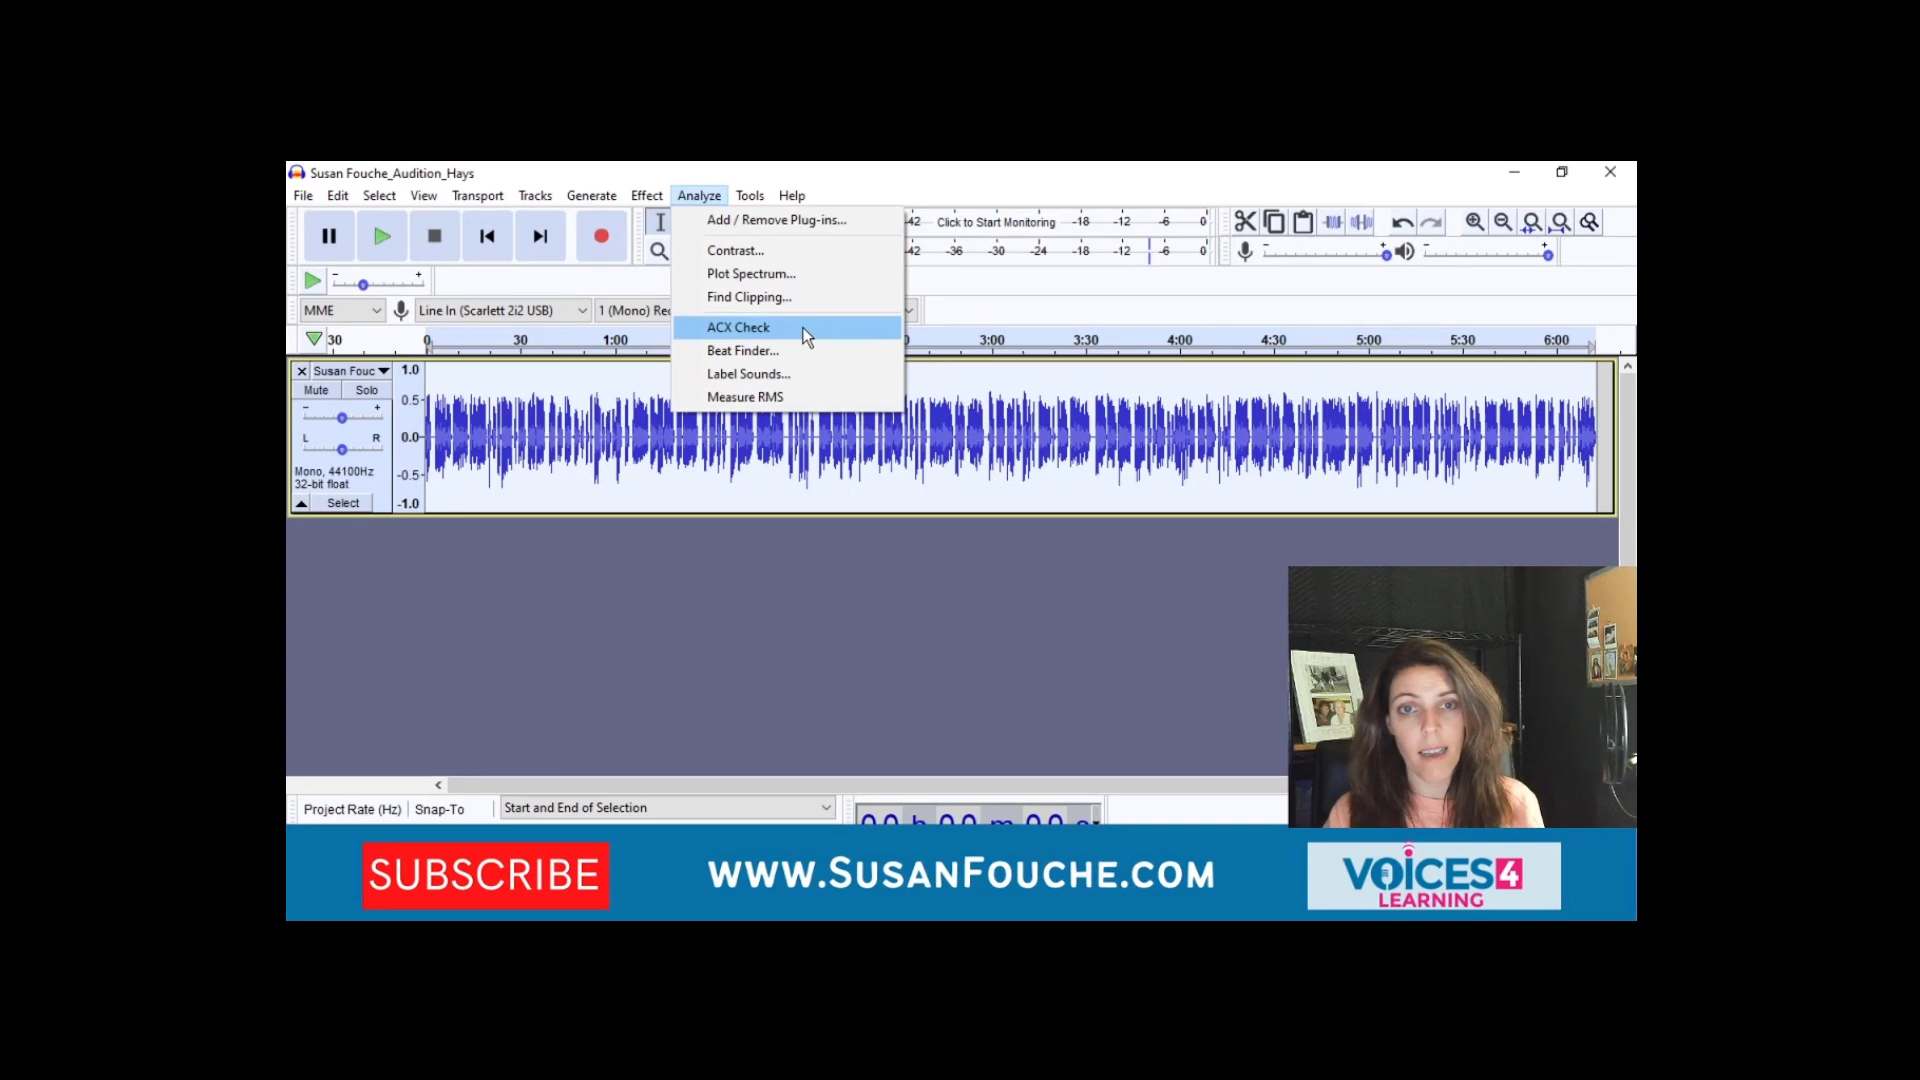 Susan Fouche_Audition_Hays
File Edit Select View Transport Tracks Generate Effect Analyze Tools Help
Add / Remove Plug-ins...
Contrast...
Plot Spectrum...
Find Clipping...
ACX Check
Beat Finder...
Label Sounds...
Measure RMS
-42 Click to Start Monitoring -18 -12 -6 0
-42 -36 -30 -24 -18 -12 -6 0
MME Line In (Scarlett 2i2 USB) 1 (Mono) Rec
30 0 30 1:00 3:00 3:30 4:00 4:30 5:00 5:30 6:00
Susan Fouc
Mute Solo
L R
Mono, 44100Hz
32-bit float
Select
1.0
0.5
0.0
-0.5
-1.0
Project Rate (Hz) Snap-To Start and End of Selection
00 h 00 m 00 s
SUBSCRIBE
www.SusanFouche.com
VOICES4
LEARNING